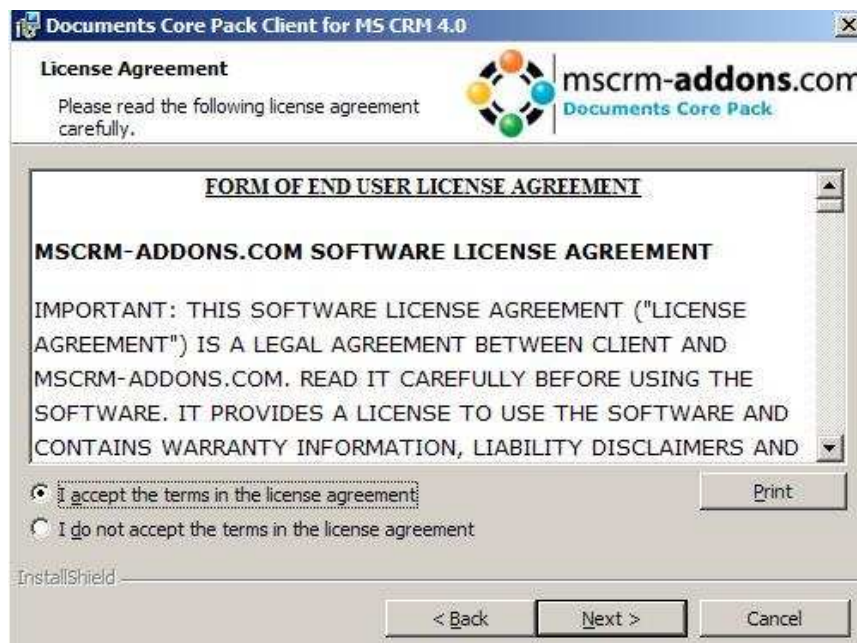 Documents Core Pack Client for MS CRM 4.0
License Agreement
Please read the following license agreement
carefully.
mscrm-addons.com
Documents Core Pack
FORM OF END USER LICENSE AGREEMENT
MSCRM-ADDONS.COM SOFTWARE LICENSE AGREEMENT
IMPORTANT: THIS SOFTWARE LICENSE AGREEMENT ("LICENSE
AGREEMENT") IS A LEGAL AGREEMENT BETWEEN CLIENT AND
MSCRM-ADDONS.COM. READ IT CAREFULLY BEFORE USING THE
SOFTWARE. IT PROVIDES A LICENSE TO USE THE SOFTWARE AND
CONTAINS WARRANTY INFORMATION, LIABILITY DISCLAIMERS AND
I accept the terms in the license agreement
Print
I do not accept the terms in the license agreement
InstallShield
< Back
Next >
Cancel